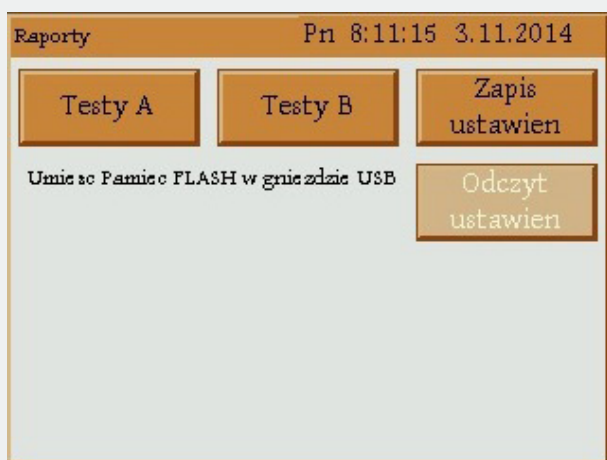 Raporty Pn 8:11:15 3.11.2014
Testy A Testy B Zapis ustawien
Umiesc Pamiec FLASH w gniezdzie USB
Odczyt ustawien